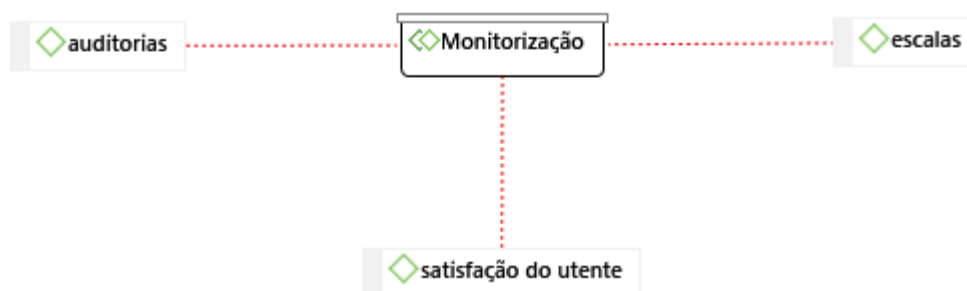 auditorias
Monitorização
escalas
satisfação do utente